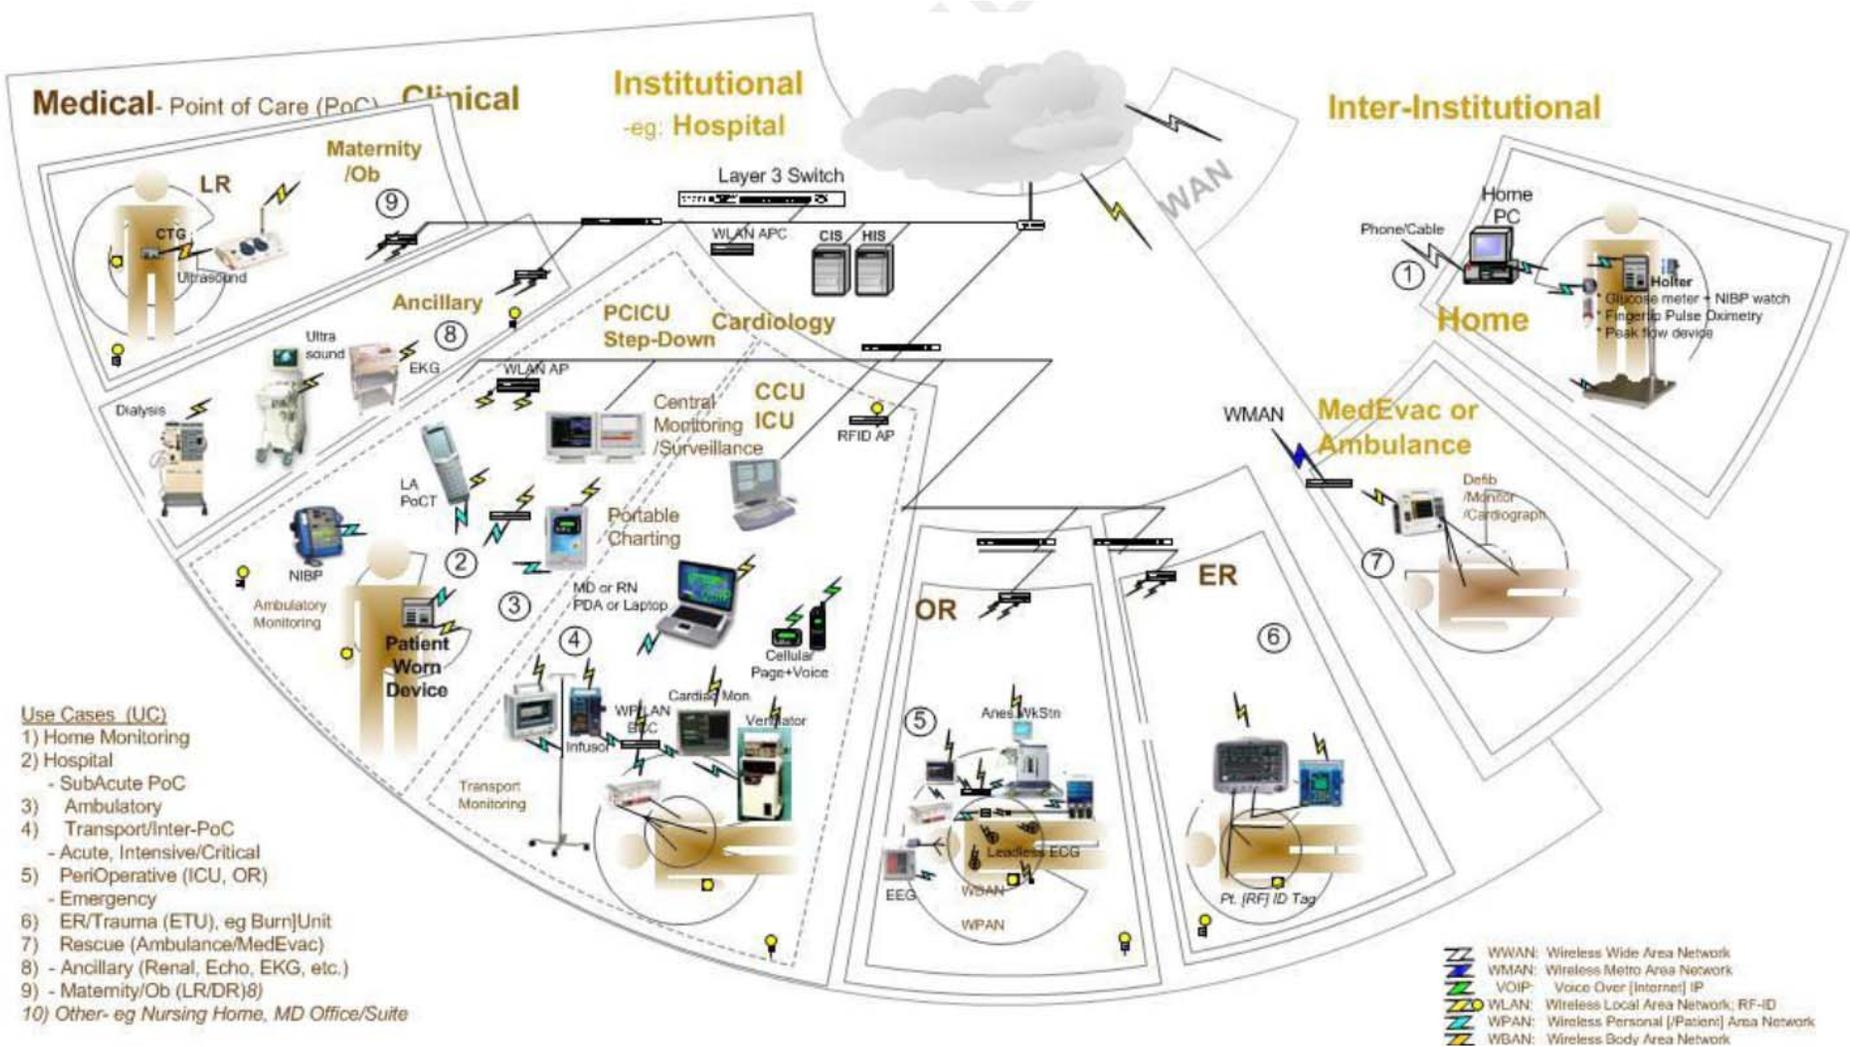 Medical - Point of Care (PoC) - Clinical
Institutional
-eg: Hospital
Inter-Institutional
WAN
Maternity
/Ob
LR
9
CTG
Ultrasound
Layer 3 Switch
WLAN APC
CIS
HIS
Ancillary
8
Ultra
sound
EKG
Dialysis
PCICU
Step-Down
Cardiology
WLAN AP
CCU
ICU
Central
Monitoring
/Surveillance
RFID AP
LA
PoCT
Portable
Charting
NIBP
2
Ambulatory
Monitoring
3
Patient
Worn
Device
MD or RN
PDA or Laptop
4
Cellular
Page+Voice
Cardiac Mon.
WP/LAN
BCC
Infusor
Ventilator
Transport
Monitoring
OR
5
Anes.WkStn
Leadless ECG
EEG
WBAN
WPAN
ER
6
Pt. [RF] ID Tag
Home
PC
Phone/Cable
1
Holter
* Glucose meter + NIBP watch
* Fingertip Pulse Oximetry
* Peak flow device
Home
WMAN
MedEvac or
Ambulance
Defib
/Monitor
/Cardiograph
7
Use Cases (UC)
1) Home Monitoring
2) Hospital
- SubAcute PoC
3) Ambulatory
4) Transport/Inter-PoC
- Acute, Intensive/Critical
5) PeriOperative (ICU, OR)
- Emergency
6) ER/Trauma (ETU), eg Burn]Unit
7) Rescue (Ambulance/MedEvac)
8) - Ancillary (Renal, Echo, EKG, etc.)
9) - Maternity/Ob (LR/DR)8)
10) Other- eg Nursing Home, MD Office/Suite
WWAN: Wireless Wide Area Network
WMAN: Wireless Metro Area Network
VOIP: Voice Over [Internet] IP
WLAN: Wireless Local Area Network; RF-ID
WPAN: Wireless Personal [/Patient] Area Network
WBAN: Wireless Body Area Network